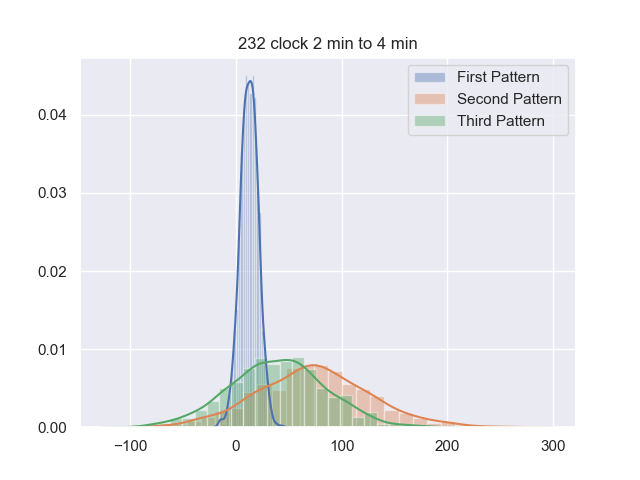 232 clock 2 min to 4 min
First Pattern
Second Pattern
Third Pattern
0.04
0.03
0.02
0.01
0.00
−100
0
100
200
300